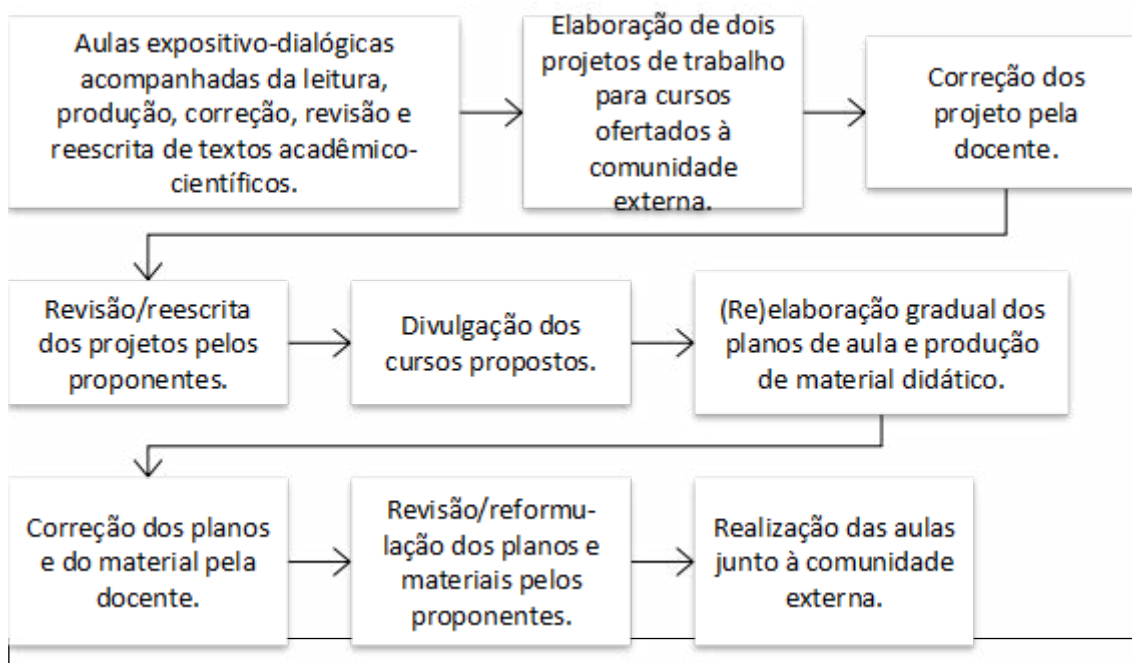 Aulas expositivo-dialógicas
acompanhadas da leitura,
produção, correção, revisão e
reescrita de textos acadêmico-
científicos.
Elaboração de dois
projetos de trabalho
para cursos
ofertados à
comunidade
externa.
Correção dos
projeto pela
docente.
Revisão/reescrita
dos projetos pelos
proponentes.
Divulgação dos
cursos propostos.
(Re)elaboração gradual dos
planos de aula e produção
de material didático.
Correção dos planos
e do material pela
docente.
Revisão/reformu-
lação dos planos e
materiais pelos
proponentes.
Realização das aulas
junto à comunidade
externa.